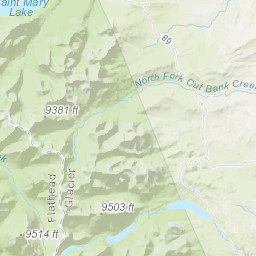 Saint Mary
Lake
89
North Fork Cut Bank Creek
9381 ft
Flathead
Glacier
9503 ft
9514 ft